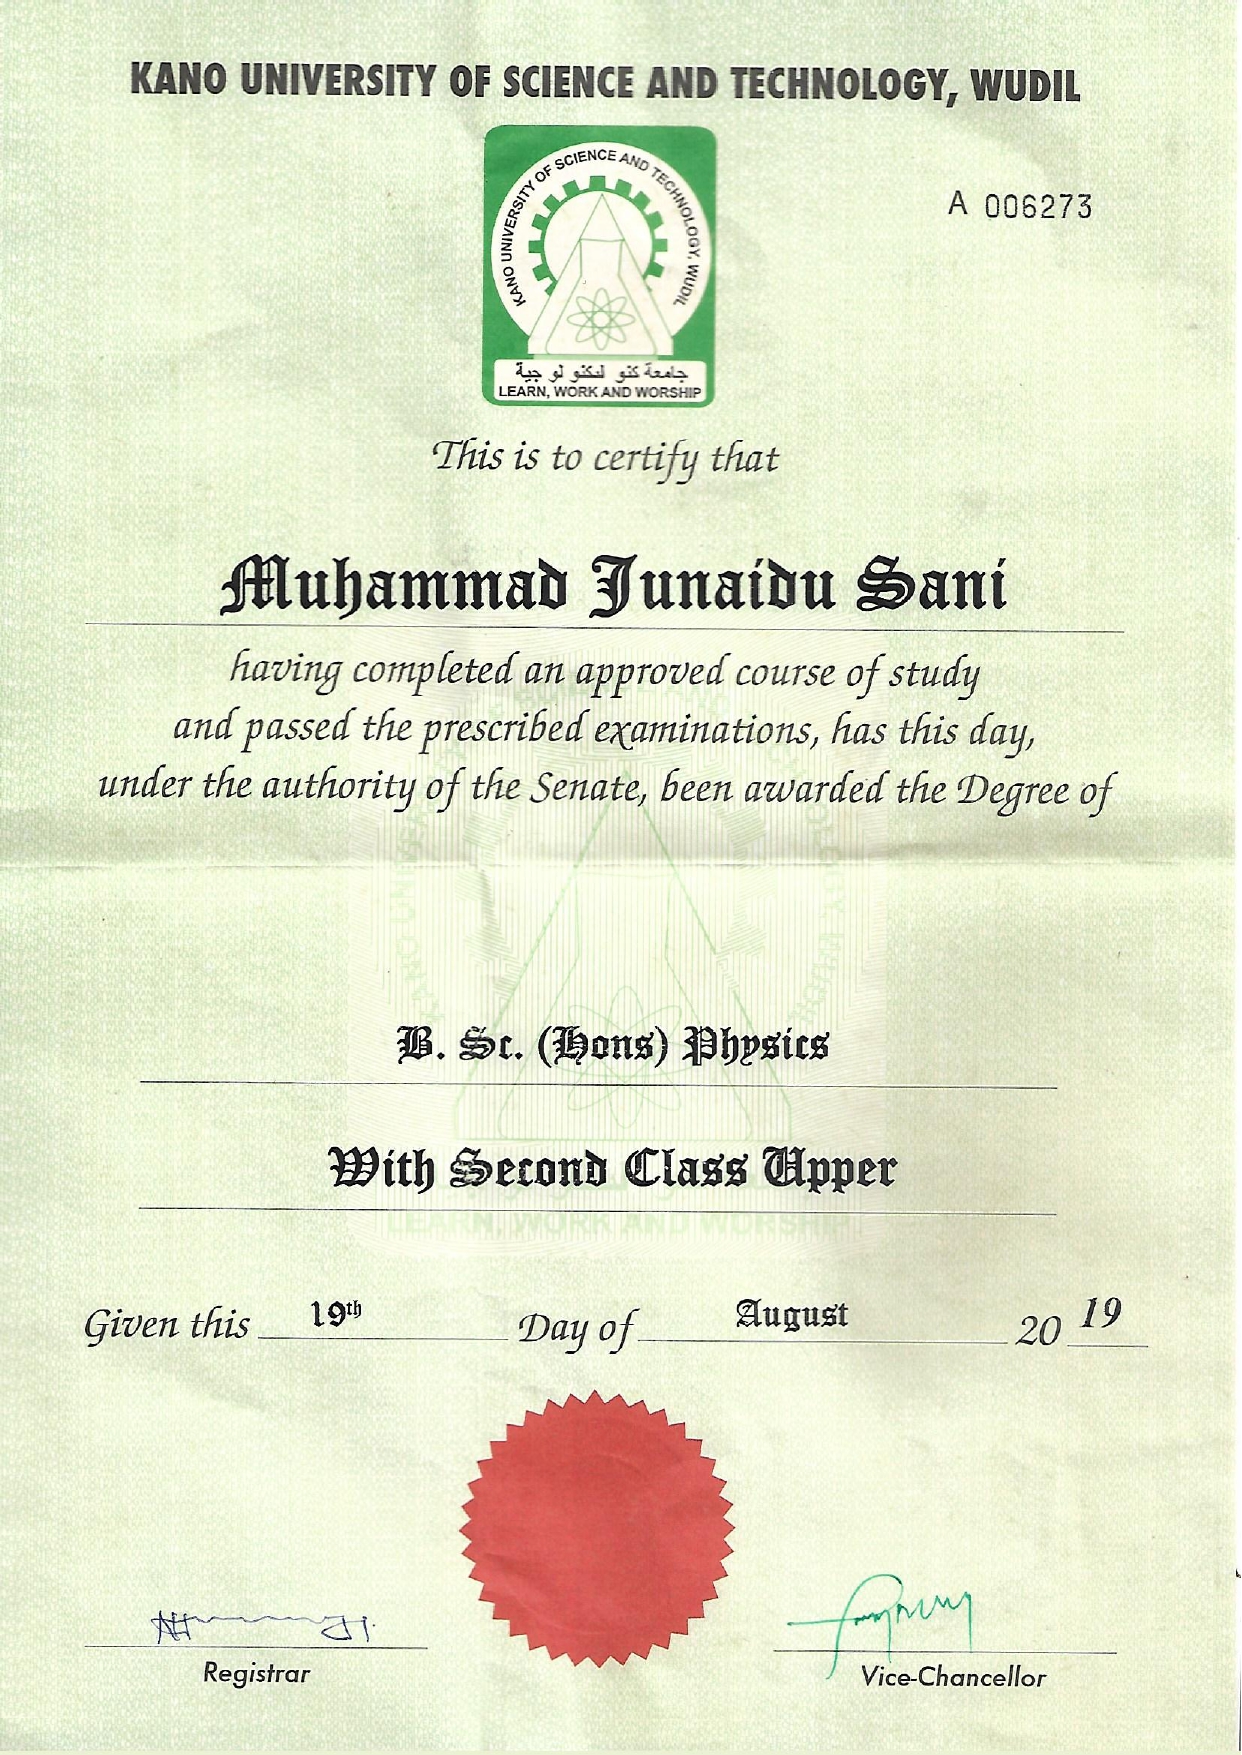 KANO UNIVERSITY OF SCIENCE AND TECHNOLOGY, WUDIL
KANO UNIVERSITY OF SCIENCE AND TECHNOLOGY, WUDIL
A 006273
جامعة كنو لتكنو لو جية
LEARN, WORK AND WORSHIP
This is to certify that
Muhammad Junaidu Sani
having completed an approved course of study
and passed the prescribed examinations, has this day,
under the authority of the Senate, been awarded the Degree of
B. Sc. (Hons) Physics
With Second Class Upper
LEARN, WORK AND WORSHIP
Given this 19th Day of August 20 19
Registrar
Vice-Chancellor